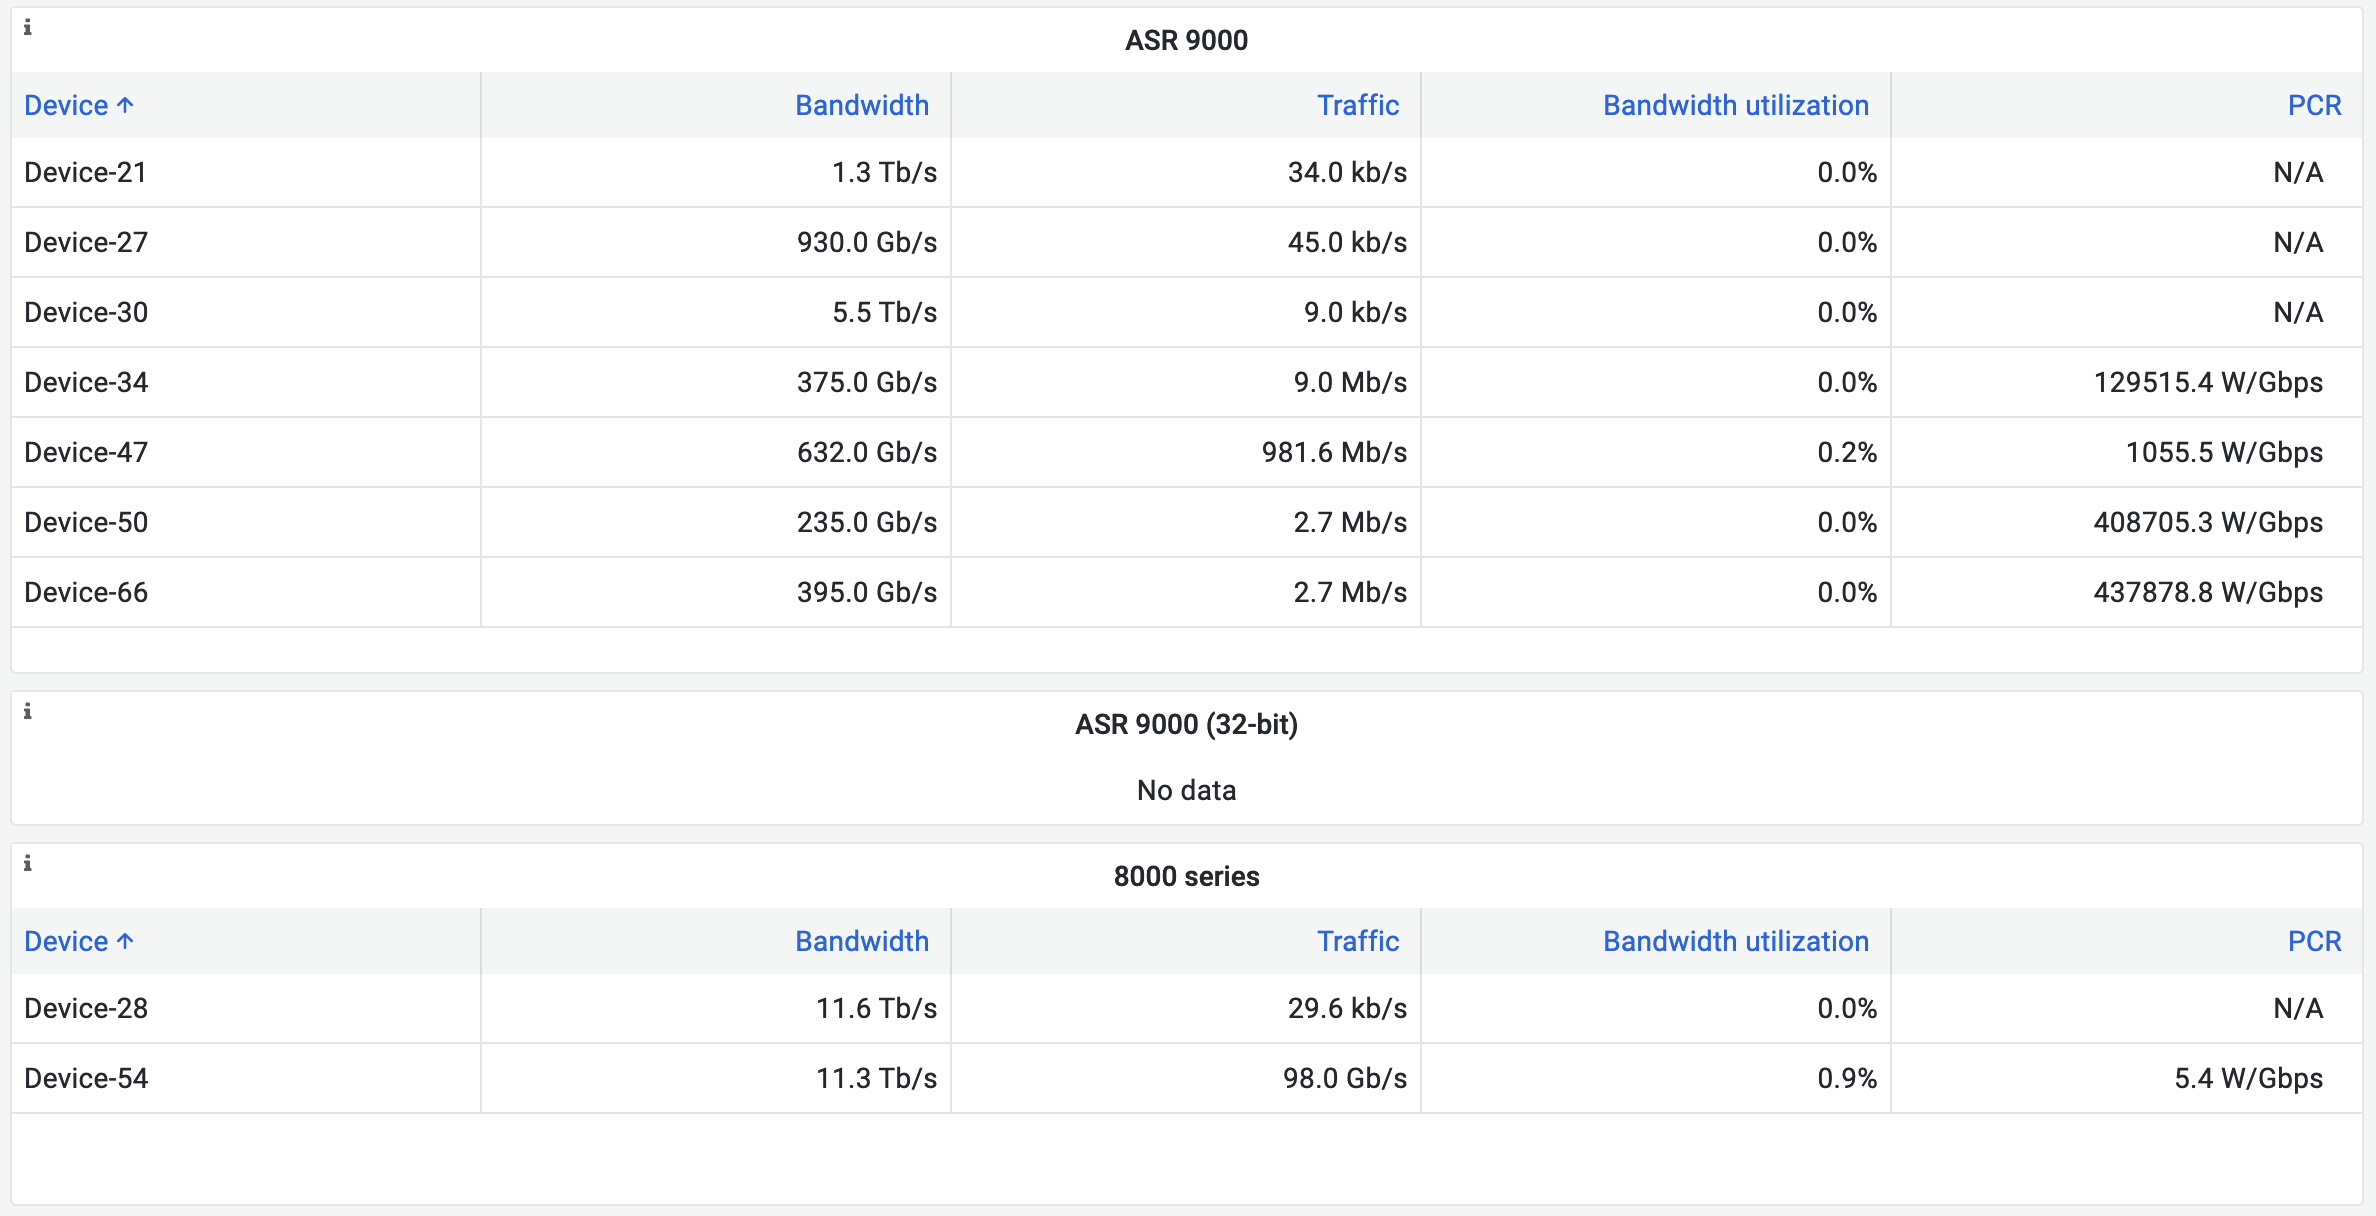 ASR 9000
Device ↑ Bandwidth Traffic Bandwidth utilization PCR
Device-21 1.3 Tb/s 34.0 kb/s 0.0% N/A
Device-27 930.0 Gb/s 45.0 kb/s 0.0% N/A
Device-30 5.5 Tb/s 9.0 kb/s 0.0% N/A
Device-34 375.0 Gb/s 9.0 Mb/s 0.0% 129515.4 W/Gbps
Device-47 632.0 Gb/s 981.6 Mb/s 0.2% 1055.5 W/Gbps
Device-50 235.0 Gb/s 2.7 Mb/s 0.0% 408705.3 W/Gbps
Device-66 395.0 Gb/s 2.7 Mb/s 0.0% 437878.8 W/Gbps
ASR 9000 (32-bit)
No data
8000 series
Device ↑ Bandwidth Traffic Bandwidth utilization PCR
Device-28 11.6 Tb/s 29.6 kb/s 0.0% N/A
Device-54 11.3 Tb/s 98.0 Gb/s 0.9% 5.4 W/Gbps